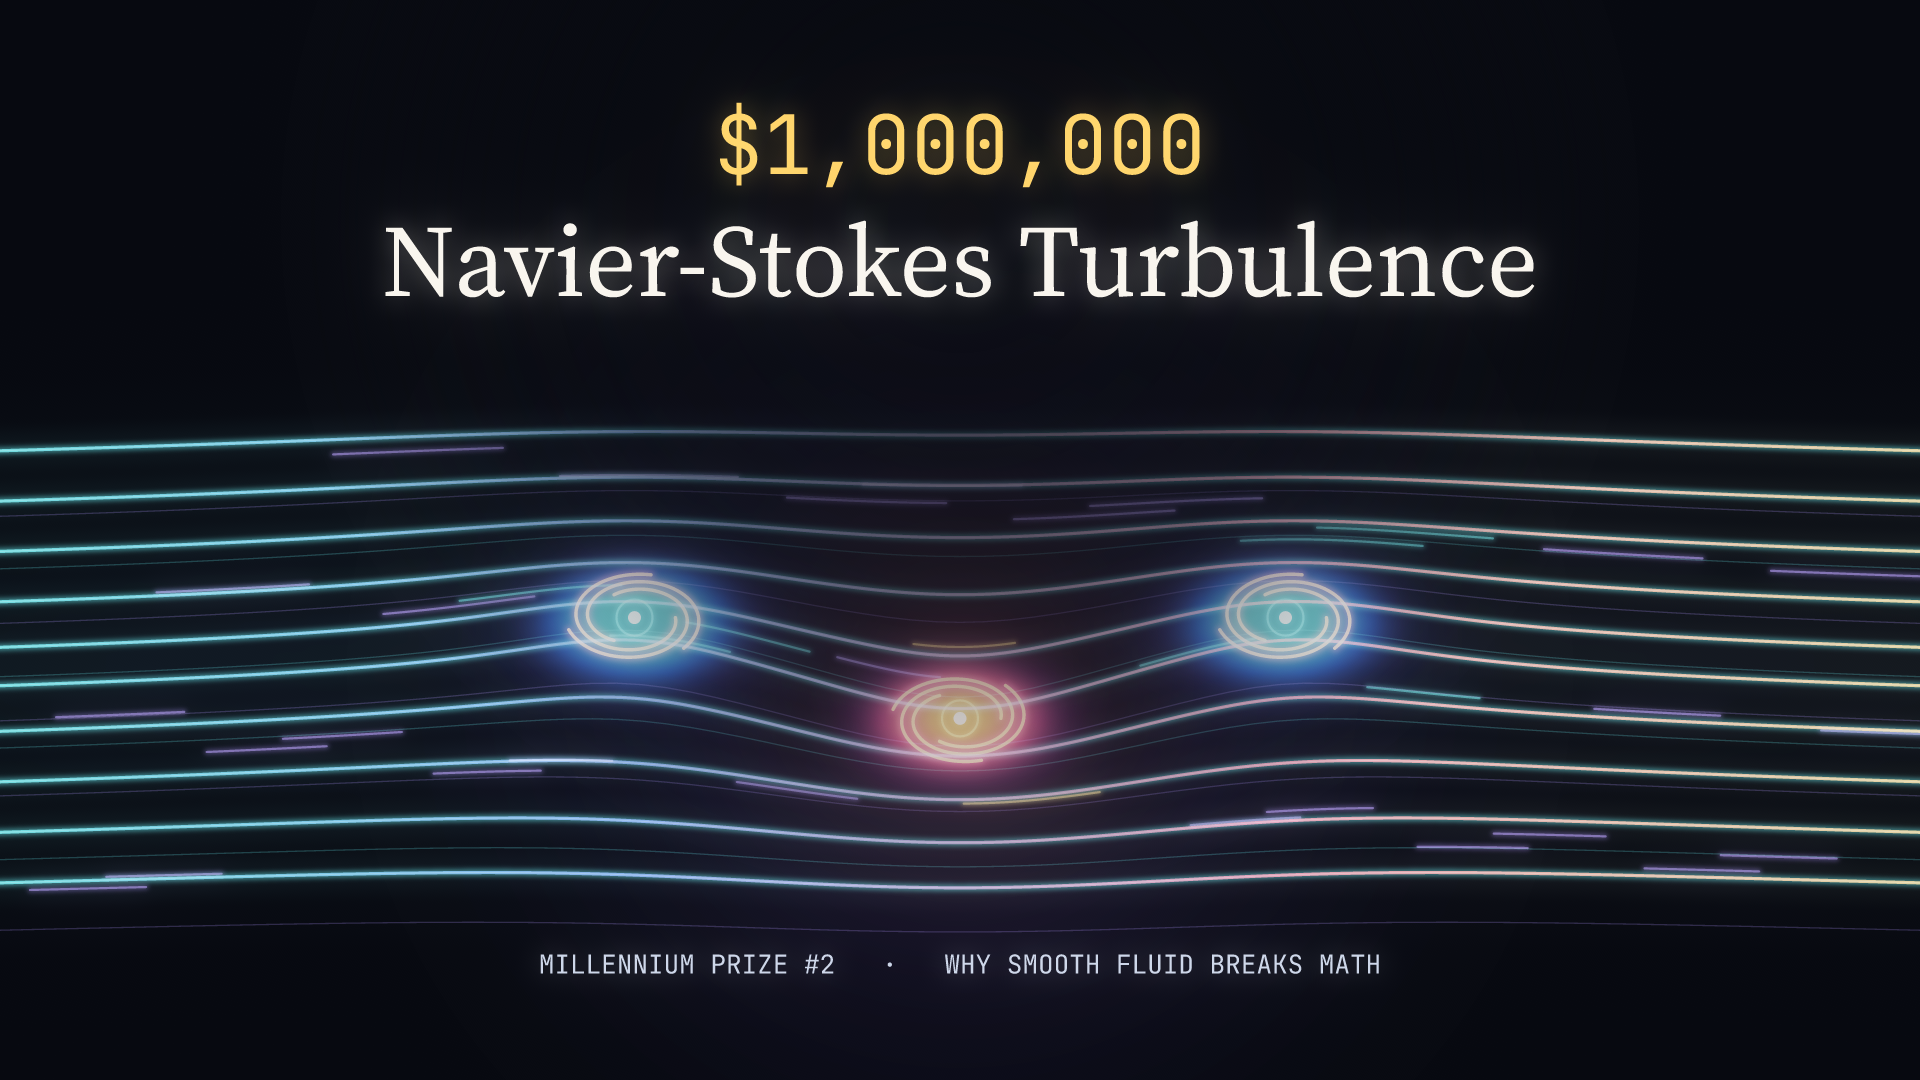 $1,000,000
Navier-Stokes Turbulence
MILLENNIUM PRIZE #2 · WHY SMOOTH FLUID BREAKS MATH